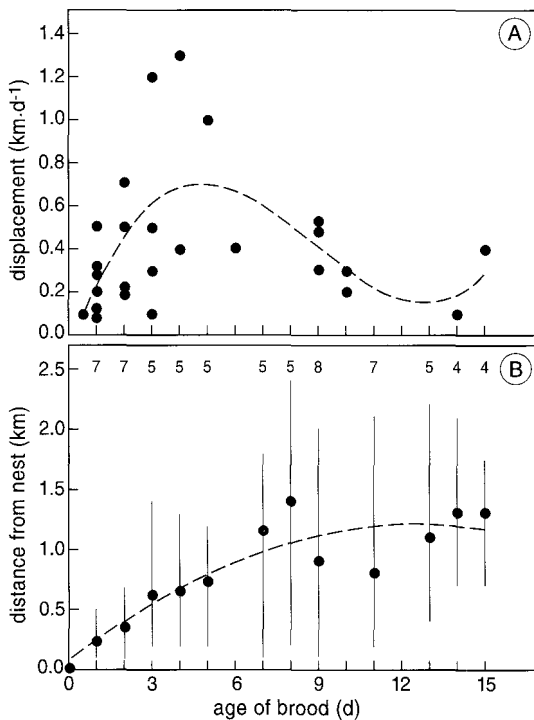 A
displacement (km·d-¹)
1.4
1.2
1.0
0.8
0.6
0.4
0.2
0.0
B
distance from nest (km)
2.5
2.0
1.5
1.0
0.5
0.0
7 7 5 5 5 5 5 8 7 5 4 4
0 3 6 9 12 15
age of brood (d)